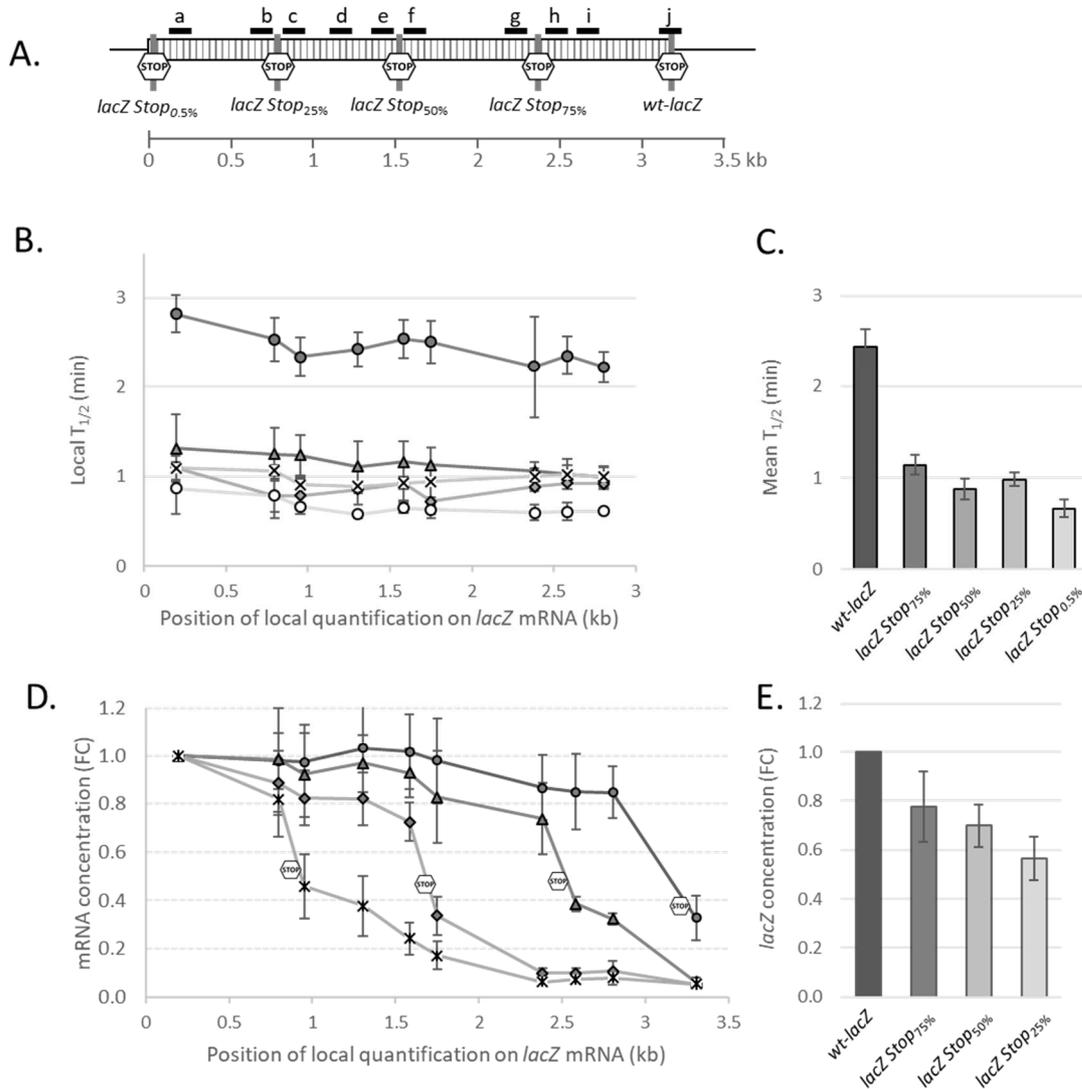 A.
a b c d e f g h i j
STOP STOP STOP STOP STOP
lacZ Stop0.5% lacZ Stop25% lacZ Stop50% lacZ Stop75% wt-lacZ
0 0.5 1 1.5 2 2.5 3 3.5 kb
B.
3
2
1
0
Local T1/2 (min)
0 0.5 1 1.5 2 2.5 3
Position of local quantification on lacZ mRNA (kb)
C.
3
2
1
0
Mean T1/2 (min)
wt-lacZ
lacZ Stop75%
lacZ Stop50%
lacZ Stop25%
lacZ Stop0.5%
D.
1.2
1.0
0.8
0.6
0.4
0.2
0.0
mRNA concentration (FC)
STOP STOP STOP STOP
0 0.5 1 1.5 2 2.5 3 3.5
Position of local quantification on lacZ mRNA (kb)
E.
1.2
1.0
0.8
0.6
0.4
0.2
0.0
lacZ concentration (FC)
wt-lacZ
lacZ Stop75%
lacZ Stop50%
lacZ Stop25%